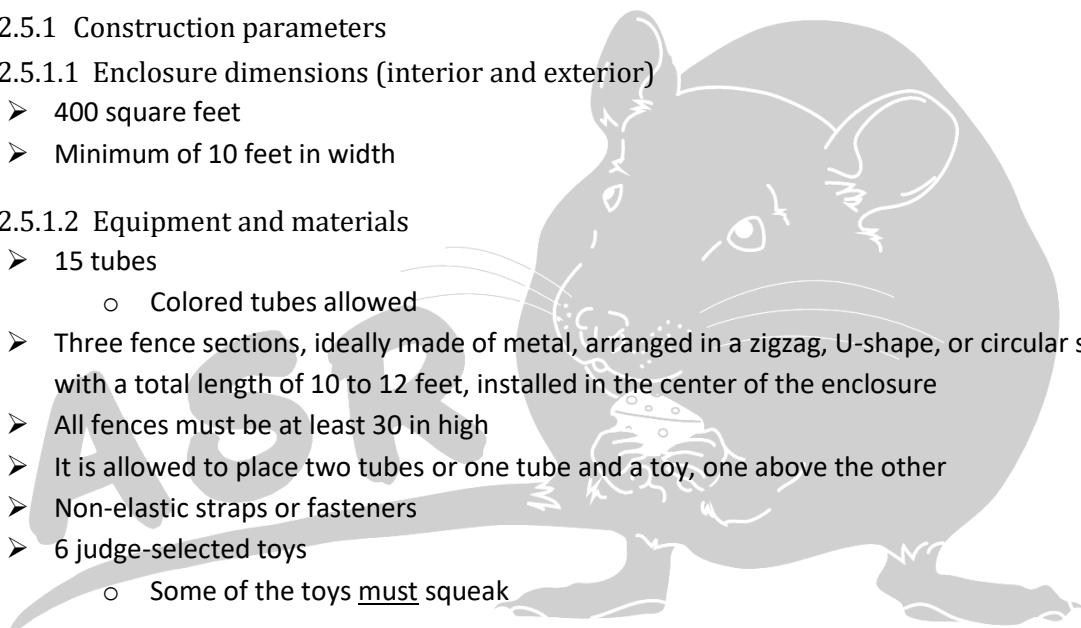 2.5.1 Construction parameters
2.5.1.1 Enclosure dimensions (interior and exterior)
➢ 400 square feet
➢ Minimum of 10 feet in width
2.5.1.2 Equipment and materials
➢ 15 tubes
o Colored tubes allowed
➢ Three fence sections, ideally made of metal, arranged in a zigzag, U-shape, or circular
with a total length of 10 to 12 feet, installed in the center of the enclosure
➢ All fences must be at least 30 in high
➢ It is allowed to place two tubes or one tube and a toy, one above the other
➢ Non-elastic straps or fasteners
➢ 6 judge-selected toys
o Some of the toys must squeak
ASR